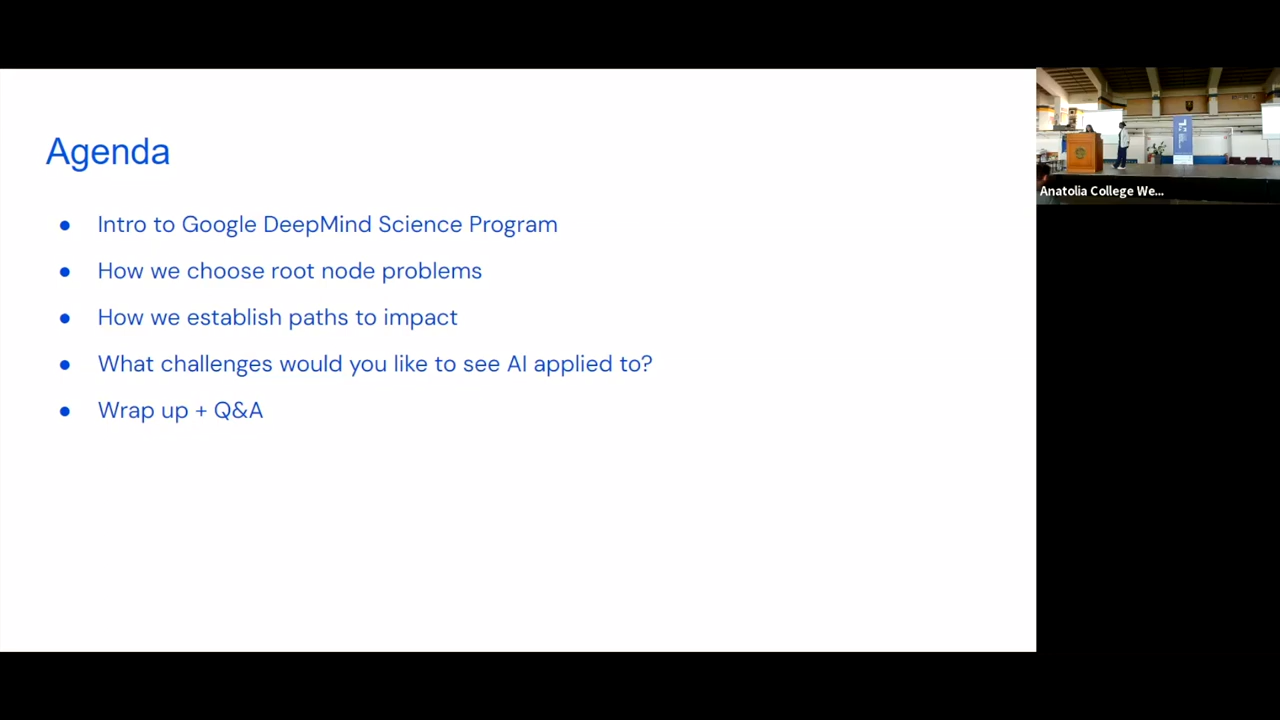 Agenda
● Intro to Google DeepMind Science Program
● How we choose root node problems
● How we establish paths to impact
● What challenges would you like to see AI applied to?
● Wrap up + Q&A
Anatolia College We...